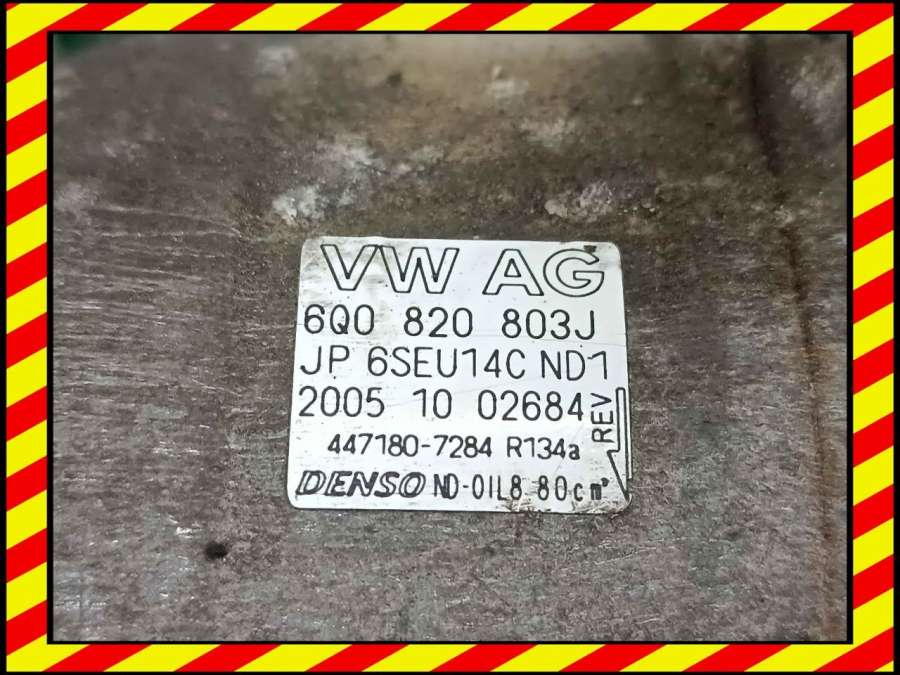 VW AG
6Q0 820 803J
JP 6SEU14C ND1
2005 10 02684
REV
447180-7284 R134a
DENSO ND-OIL8 80cm³